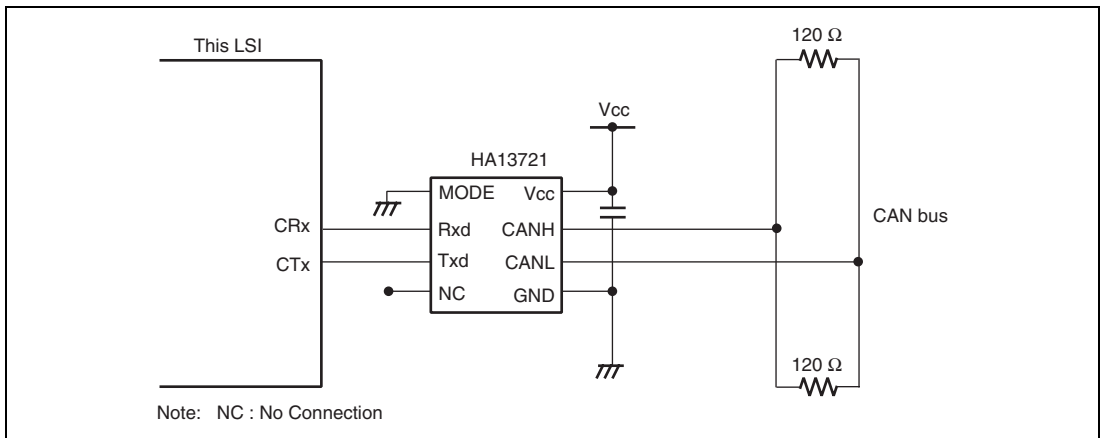 This LSI
120 Ω
Vcc
HA13721
MODE Vcc
CRx Rxd CANH CAN bus
CTx Txd CANL
NC GND
120 Ω
Note: NC : No Connection